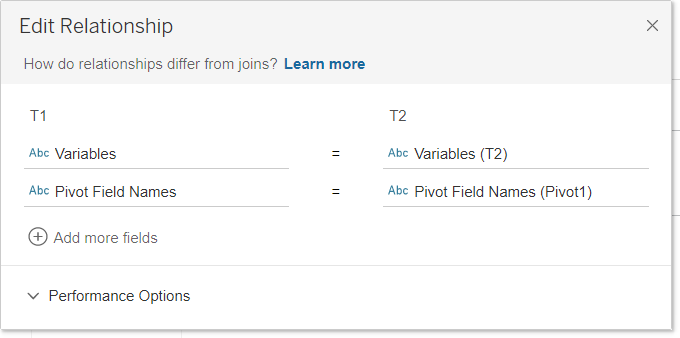 Edit Relationship
How do relationships differ from joins? Learn more
T1 T2
Abc Variables = Abc Variables (T2)
Abc Pivot Field Names = Abc Pivot Field Names (Pivot1)
Add more fields
Performance Options